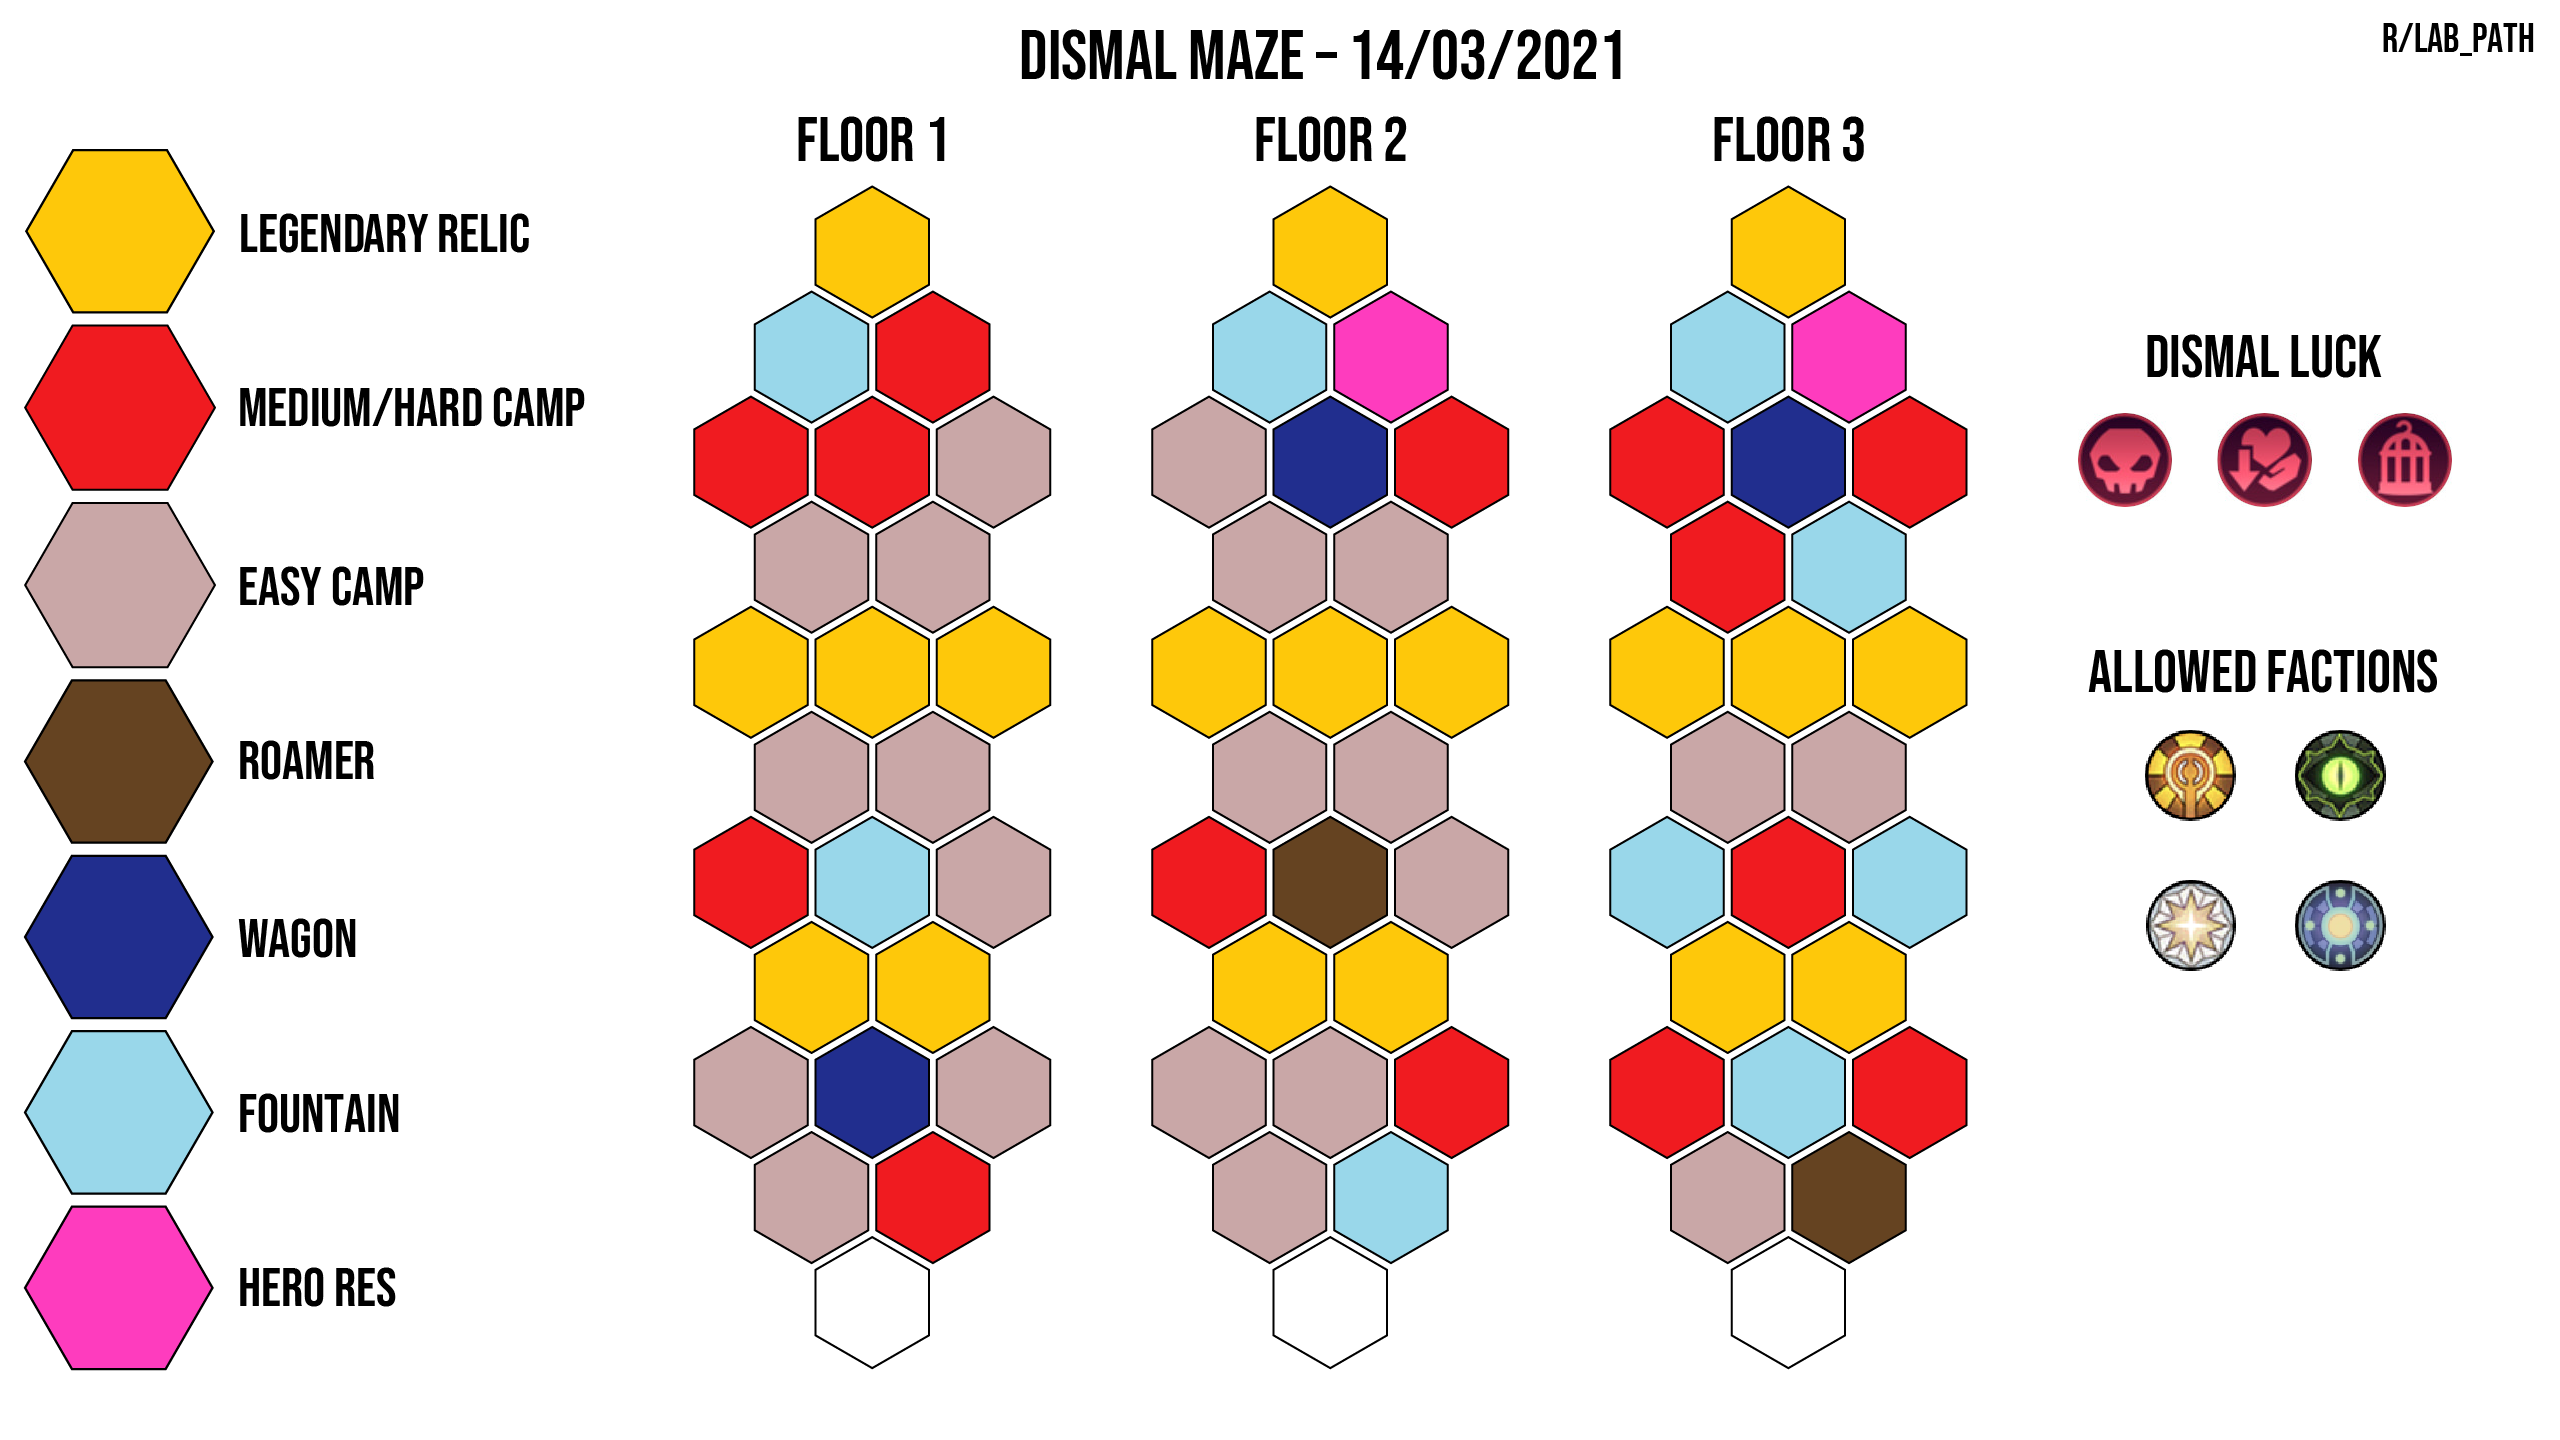 DISMAL MAZE – 14/03/2021
R/LAB_PATH
FLOOR 1
FLOOR 2
FLOOR 3
LEGENDARY RELIC
MEDIUM/HARD CAMP
EASY CAMP
ROAMER
WAGON
FOUNTAIN
HERO RES
DISMAL LUCK
ALLOWED FACTIONS